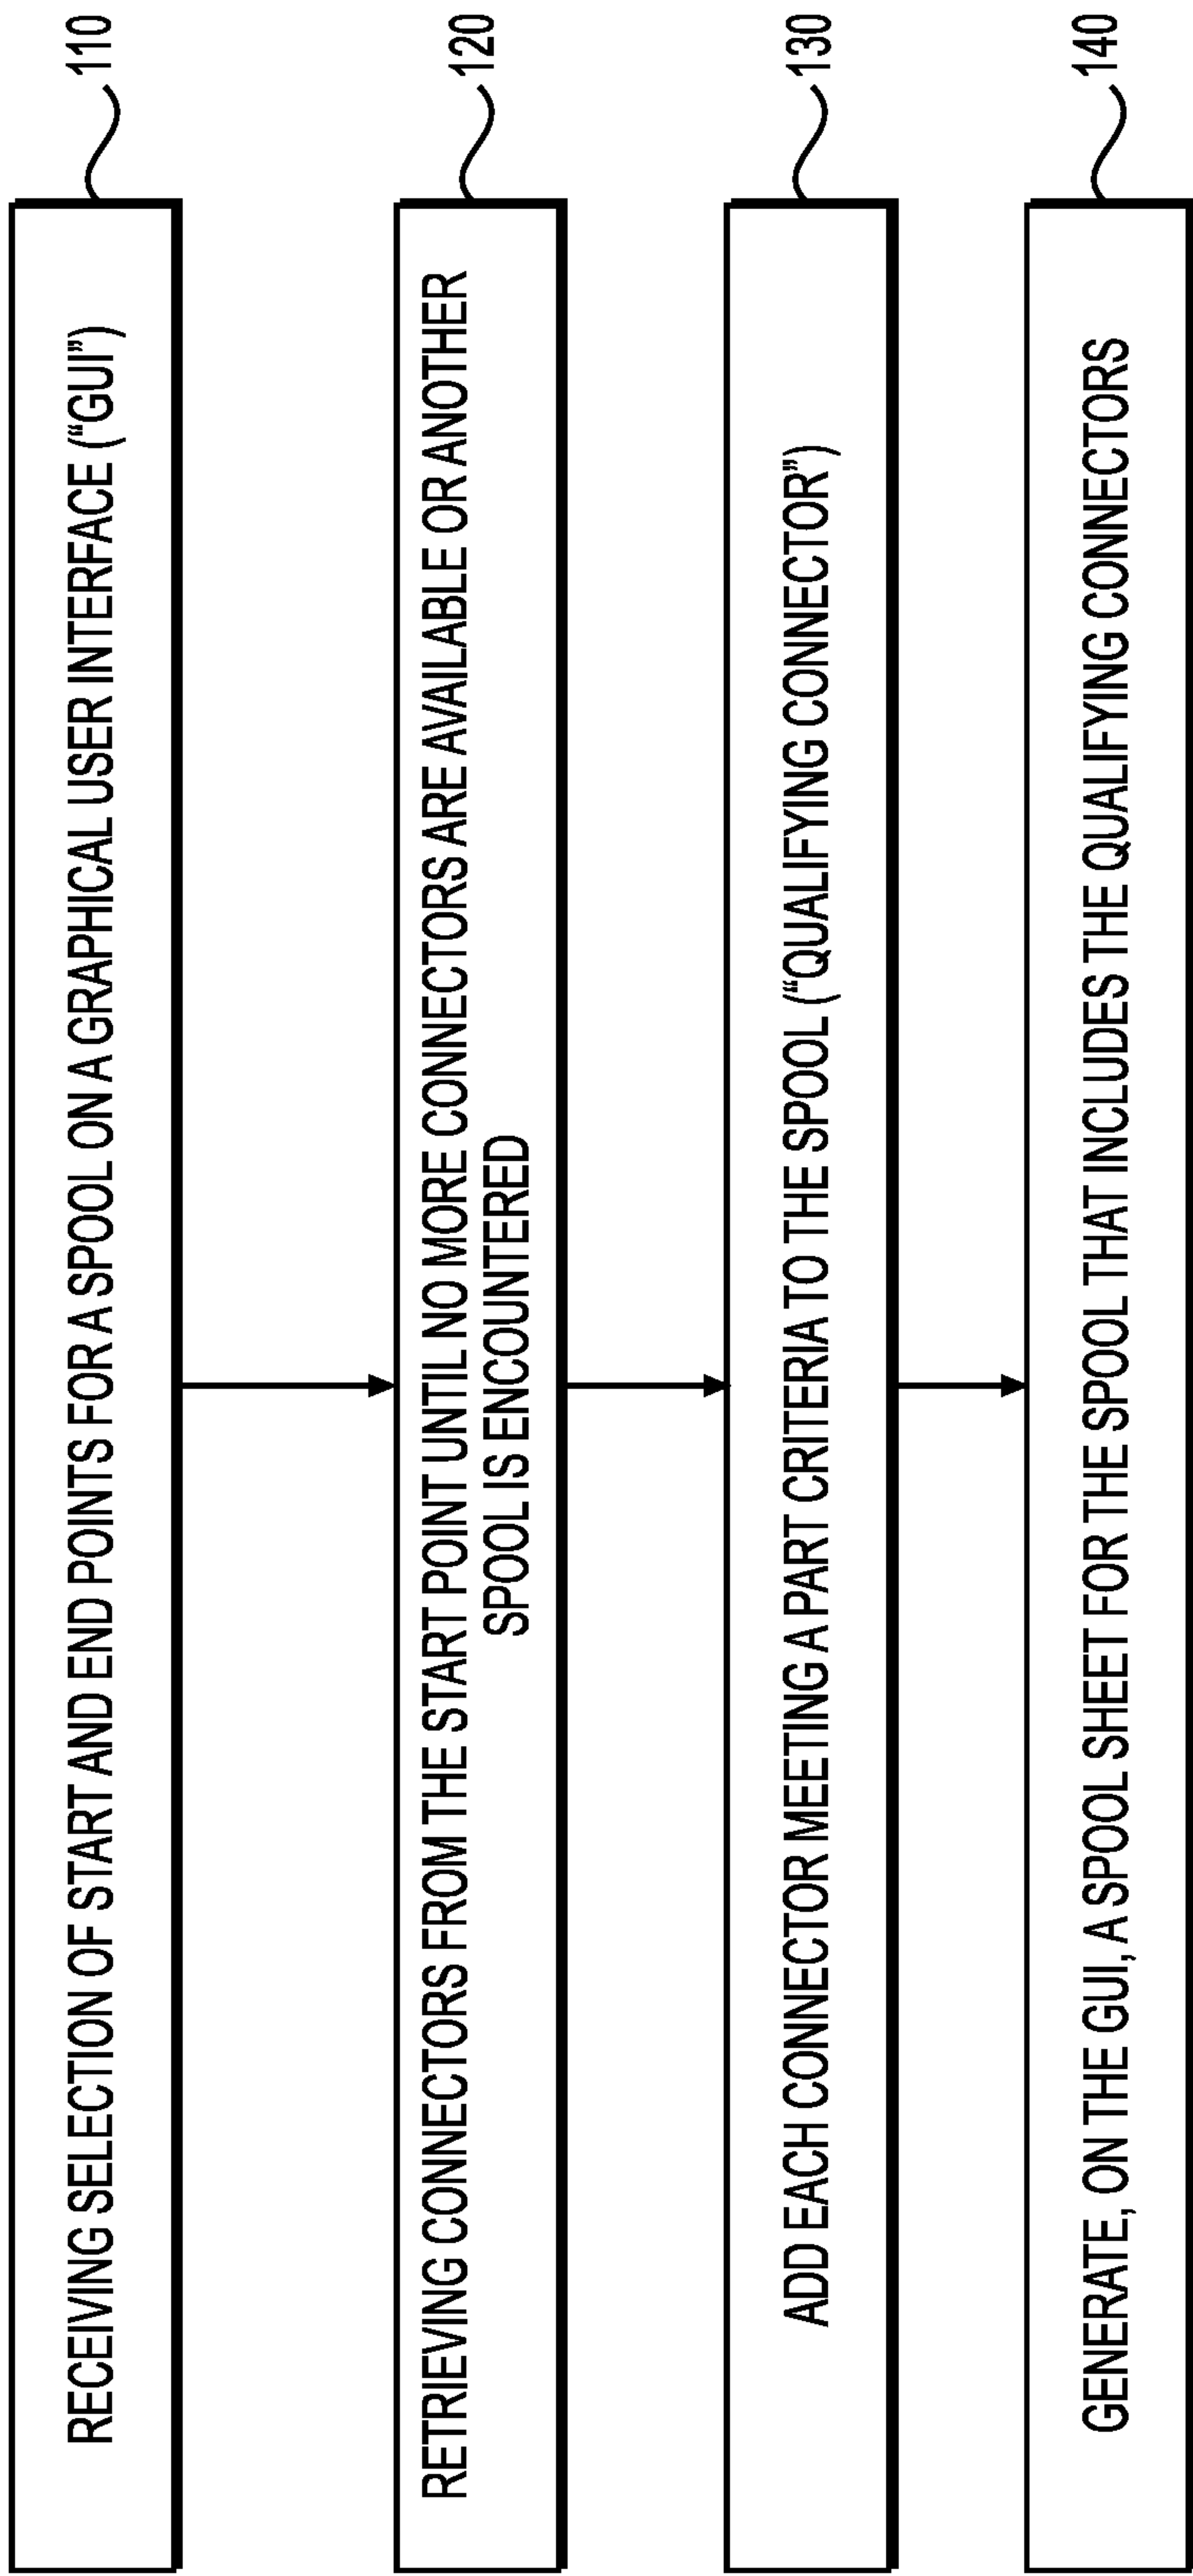 RECEIVING SELECTION OF START AND END POINTS FOR A SPOOL ON A GRAPHICAL USER INTERFACE (“GUI”)
110
RETRIEVING CONNECTORS FROM THE START POINT UNTIL NO MORE CONNECTORS ARE AVAILABLE OR ANOTHER
SPOOL IS ENCOUNTERED
120
ADD EACH CONNECTOR MEETING A PART CRITERIA TO THE SPOOL (“QUALIFYING CONNECTOR”)
130
GENERATE, ON THE GUI, A SPOOL SHEET FOR THE SPOOL THAT INCLUDES THE QUALIFYING CONNECTORS
140